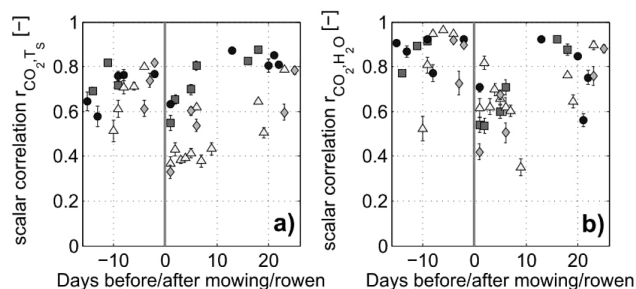 scalar correlation r_CO2,TS [−]
1
0.8
0.6
0.4
0.2
0
−10 0 10 20
Days before/after mowing/rowen
a)
scalar correlation r_CO2,H2O [−]
1
0.8
0.6
0.4
0.2
0
−10 0 10 20
Days before/after mowing/rowen
b)